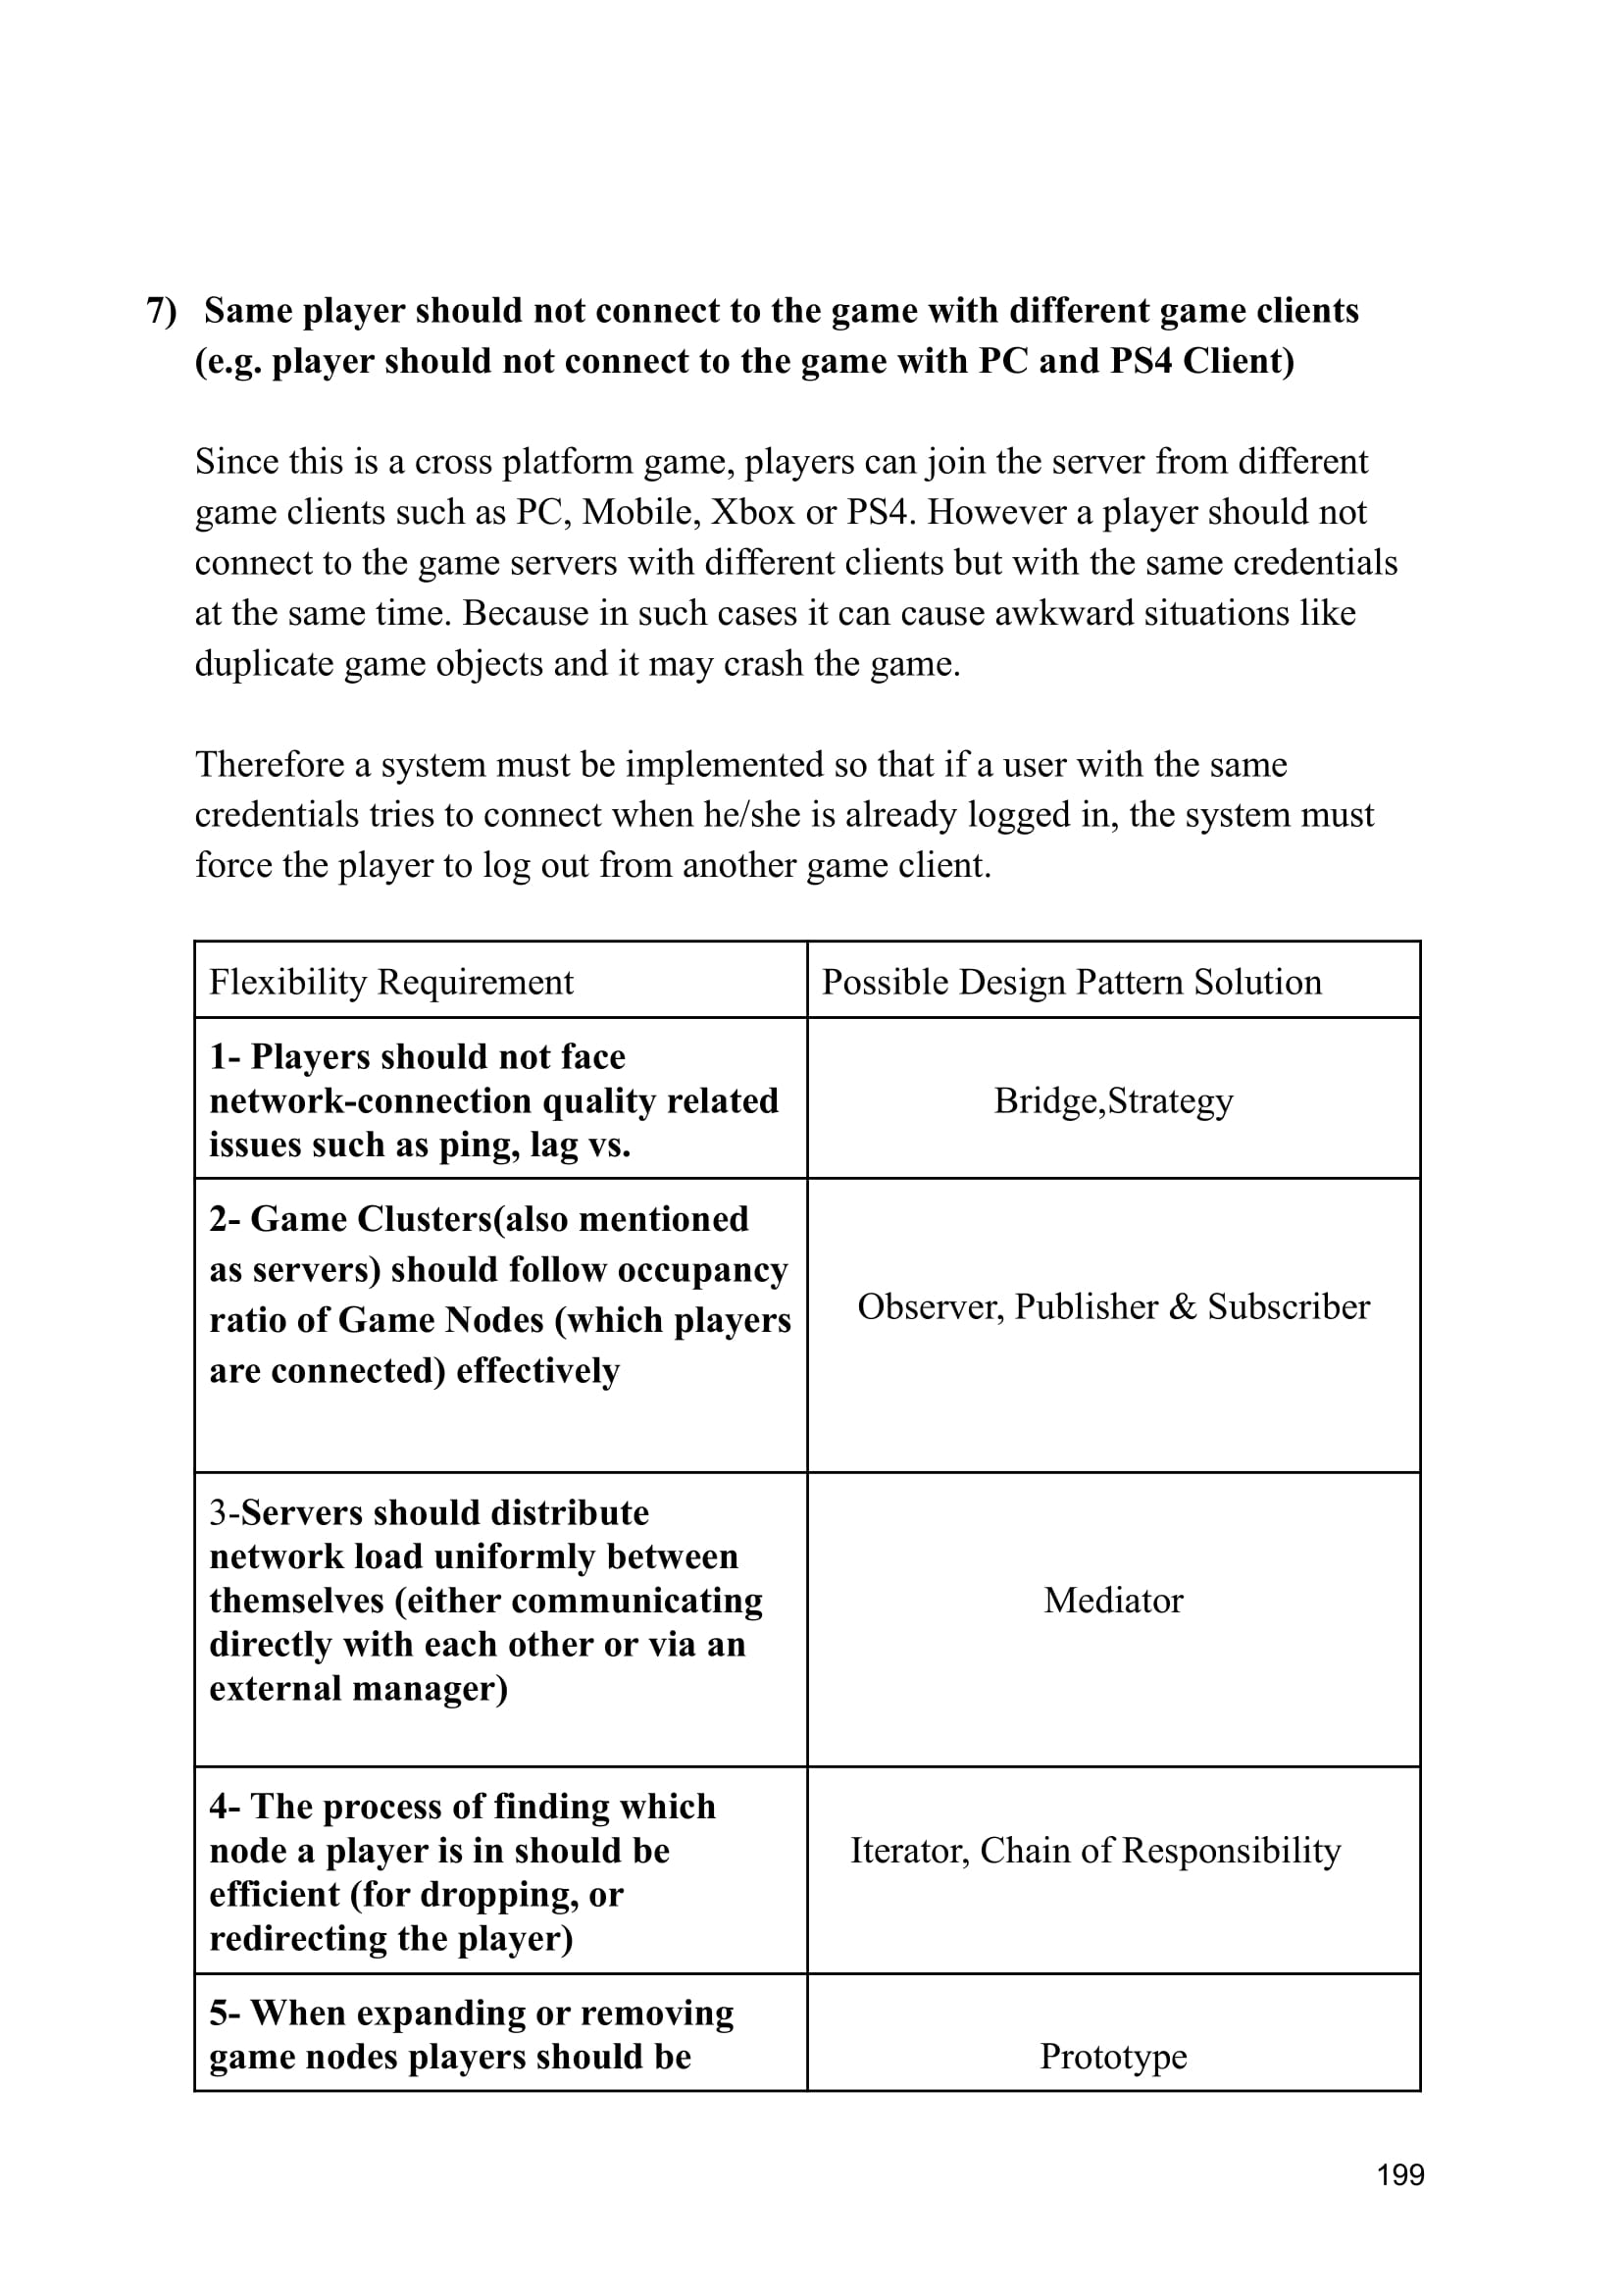 7) Same player should not connect to the game with different game clients
(e.g. player should not connect to the game with PC and PS4 Client)
Since this is a cross platform game, players can join the server from different
game clients such as PC, Mobile, Xbox or PS4. However a player should not
connect to the game servers with different clients but with the same credentials
at the same time. Because in such cases it can cause awkward situations like
duplicate game objects and it may crash the game.
Therefore a system must be implemented so that if a user with the same
credentials tries to connect when he/she is already logged in, the system must
force the player to log out from another game client.
Flexibility Requirement
Possible Design Pattern Solution
1- Players should not face
network-connection quality related
issues such as ping, lag vs.
Bridge,Strategy
2- Game Clusters(also mentioned
as servers) should follow occupancy
ratio of Game Nodes (which players
are connected) effectively
Observer, Publisher & Subscriber
3-Servers should distribute
network load uniformly between
themselves (either communicating
directly with each other or via an
external manager)
Mediator
4- The process of finding which
node a player is in should be
efficient (for dropping, or
redirecting the player)
Iterator, Chain of Responsibility
5- When expanding or removing
game nodes players should be
Prototype
199